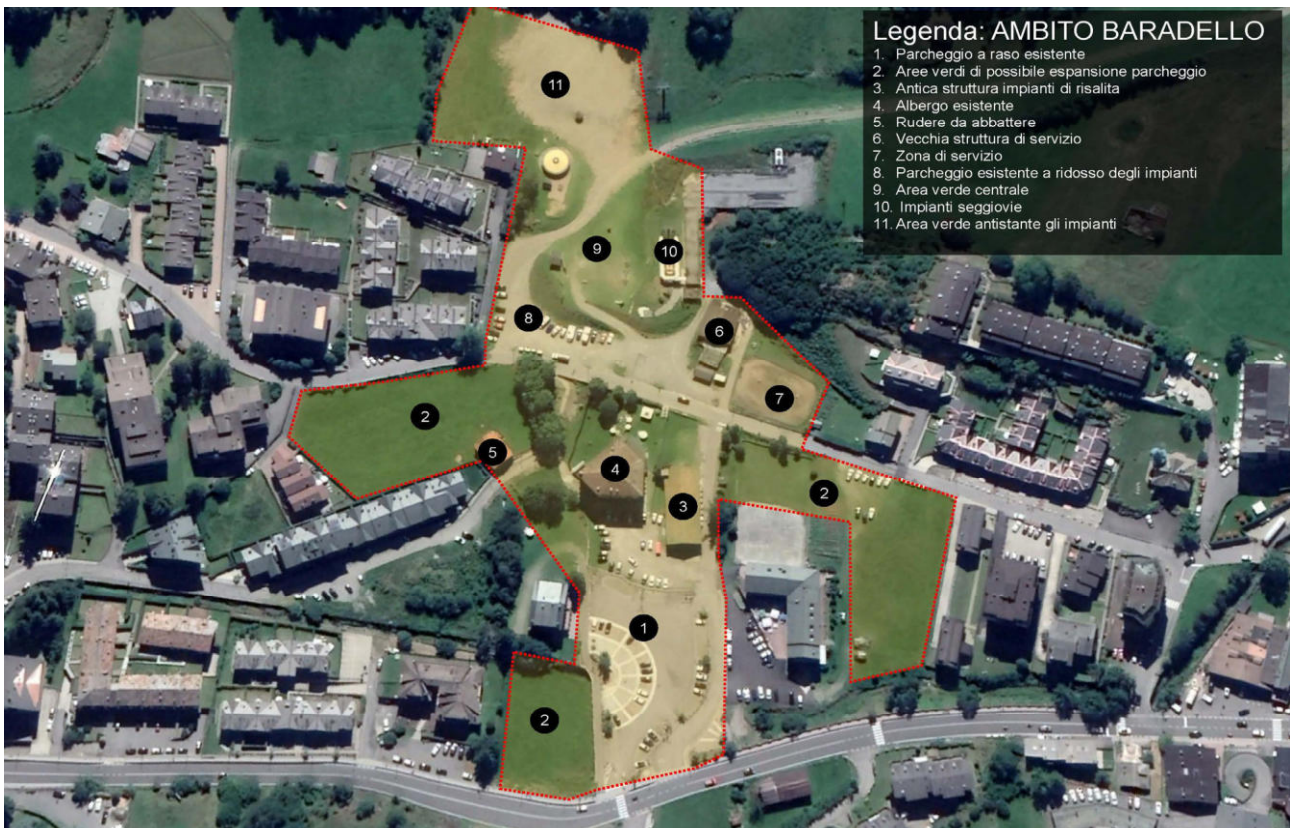 Legenda: AMBITO BARADELLO
1. Parcheggio a raso esistente
2. Aree verdi di possibile espansione parcheggio
3. Antica struttura impianti di risalita
4. Albergo esistente
5. Rudere da abbattere
6. Vecchia struttura di servizio
7. Zona di servizio
8. Parcheggio esistente a ridosso degli impianti
9. Area verde centrale
10. Impianti seggiovie
11. Area verde antistante gli impianti
11
9
10
8
6
7
2
5
4
3
2
1
2